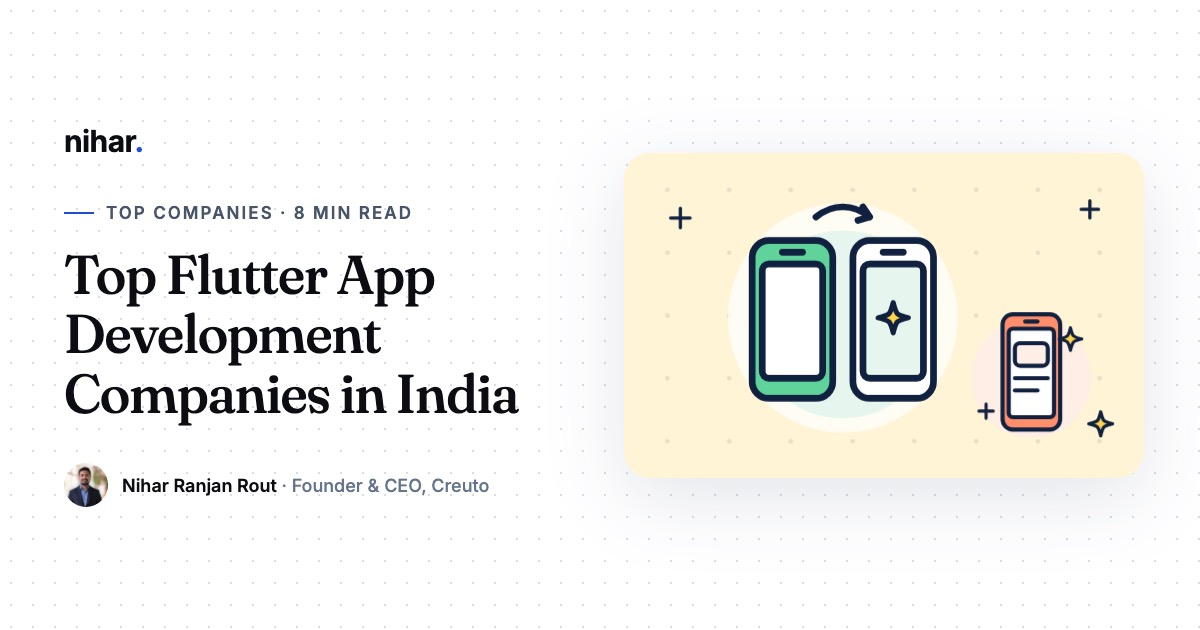 nihar.
TOP COMPANIES · 8 MIN READ
Top Flutter App
Development
Companies in India
Nihar Ranjan Rout · Founder & CEO, Creuto